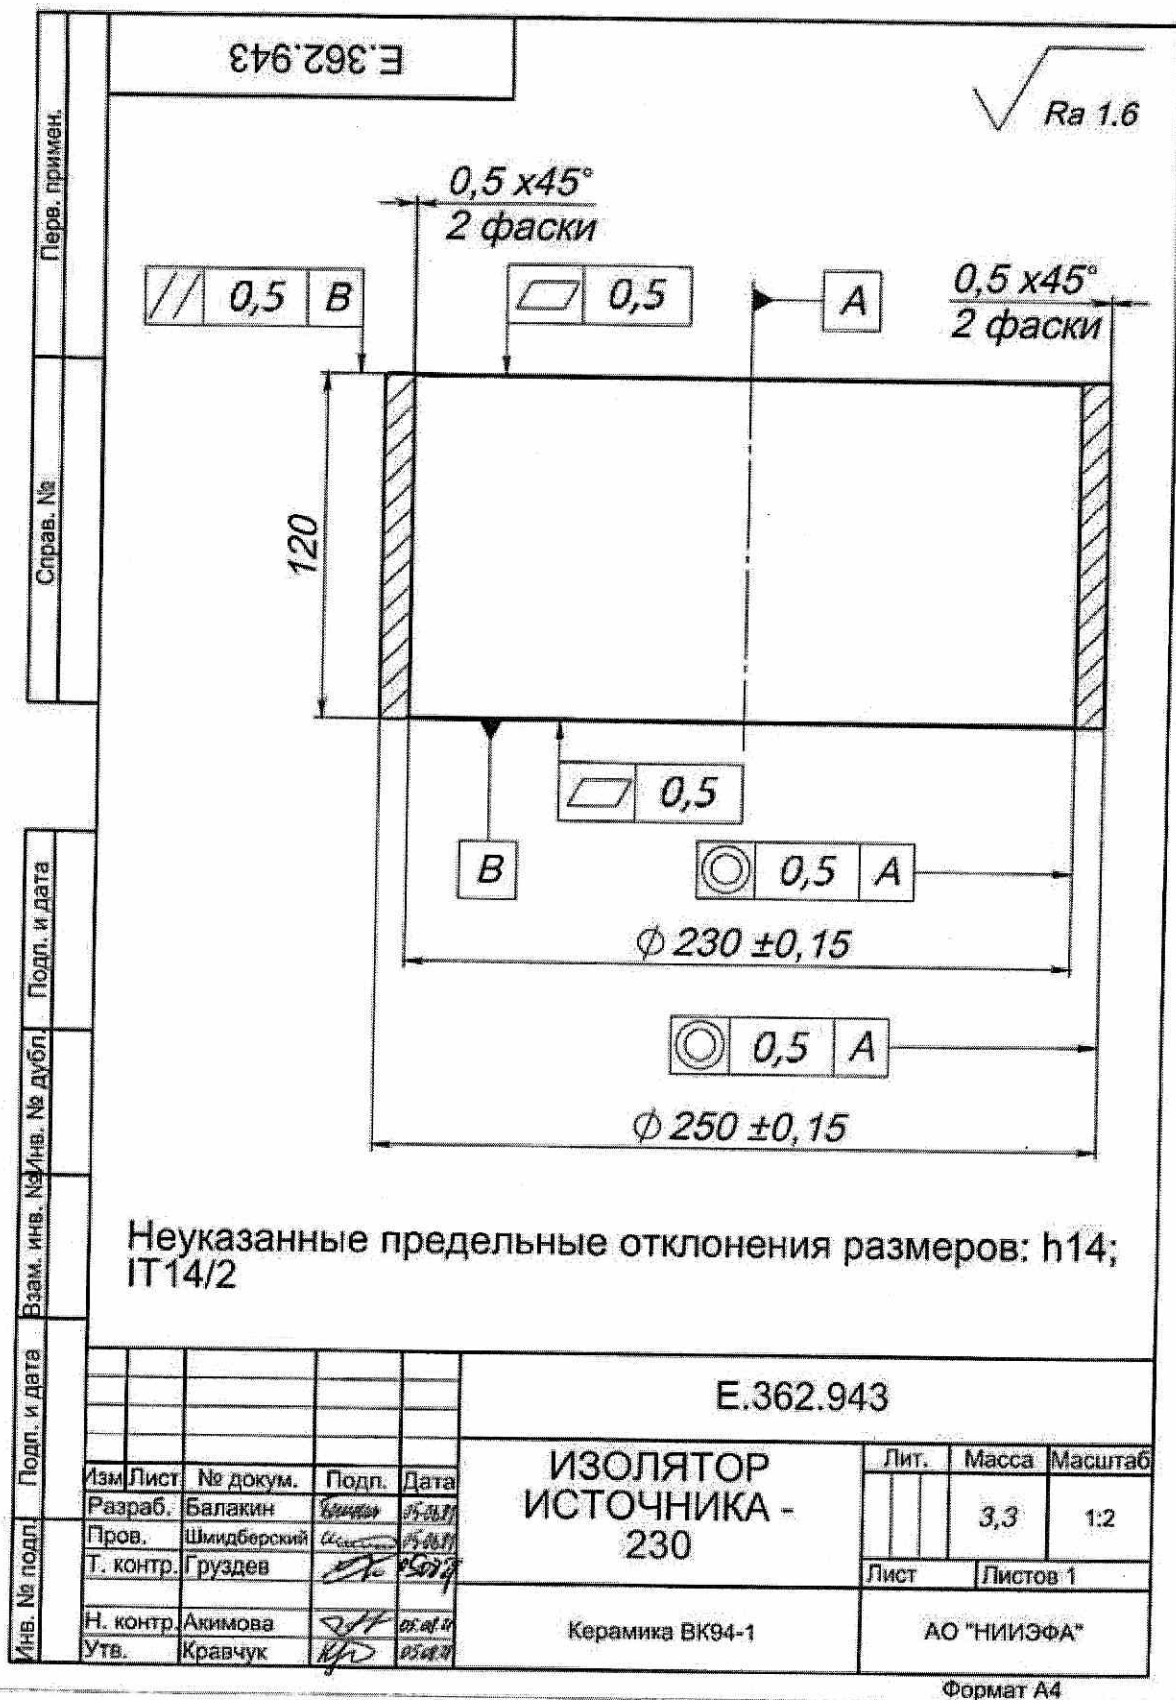 Е.362.943
Ra 1.6
Перв. примен.
0,5 x45°
2 фаски
// 0,5 В
0,5
А
0,5 x45°
2 фаски
Справ. №
120
0,5
В
0,5 А
ϕ 230 ±0,15
0,5 А
ϕ 250 ±0,15
Подп. и дата
Инв. № дубл.
Взам. инв. №
Подп. и дата
Инв. № подл.
Неуказанные предельные отклонения размеров: h14;
IT14/2
Е.362.943
Изм Лист № докум. Подп. Дата
Разраб. Балакин
Пров. Шмидберский
Т. контр. Груздев
Н. контр. Акимова
Утв. Кравчук
ИЗОЛЯТОР
ИСТОЧНИКА -
230
Лит. Масса Масштаб
3,3 1:2
Лист Листов 1
Керамика ВК94-1
АО "НИИЭФА"
Формат А4